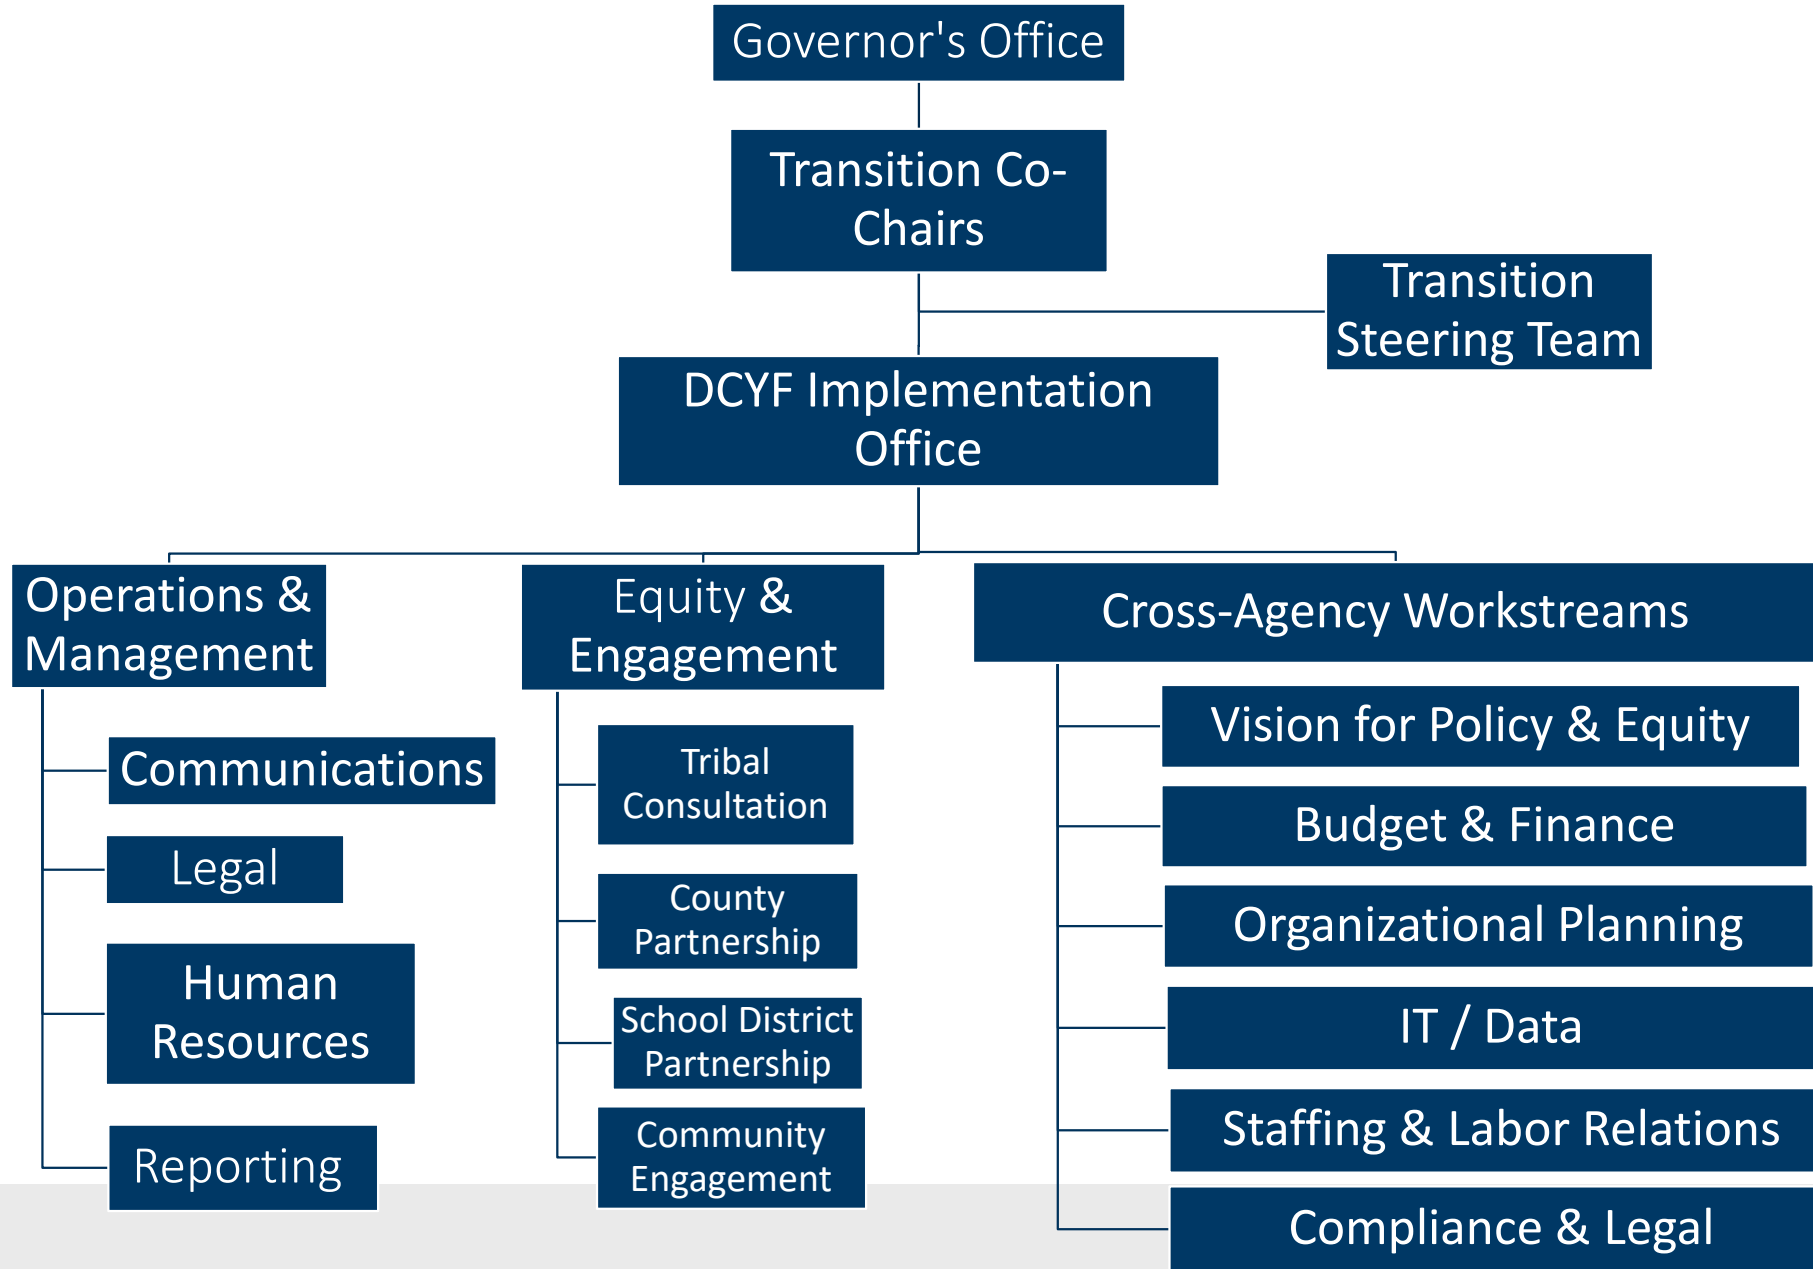 Governor's Office
Transition Co-
Chairs
Transition
Steering Team
DCYF Implementation
Office
Operations &
Management
Communications
Legal
Human
Resources
Reporting
Equity &
Engagement
Tribal
Consultation
County
Partnership
School District
Partnership
Community
Engagement
Cross-Agency Workstreams
Vision for Policy & Equity
Budget & Finance
Organizational Planning
IT / Data
Staffing & Labor Relations
Compliance & Legal